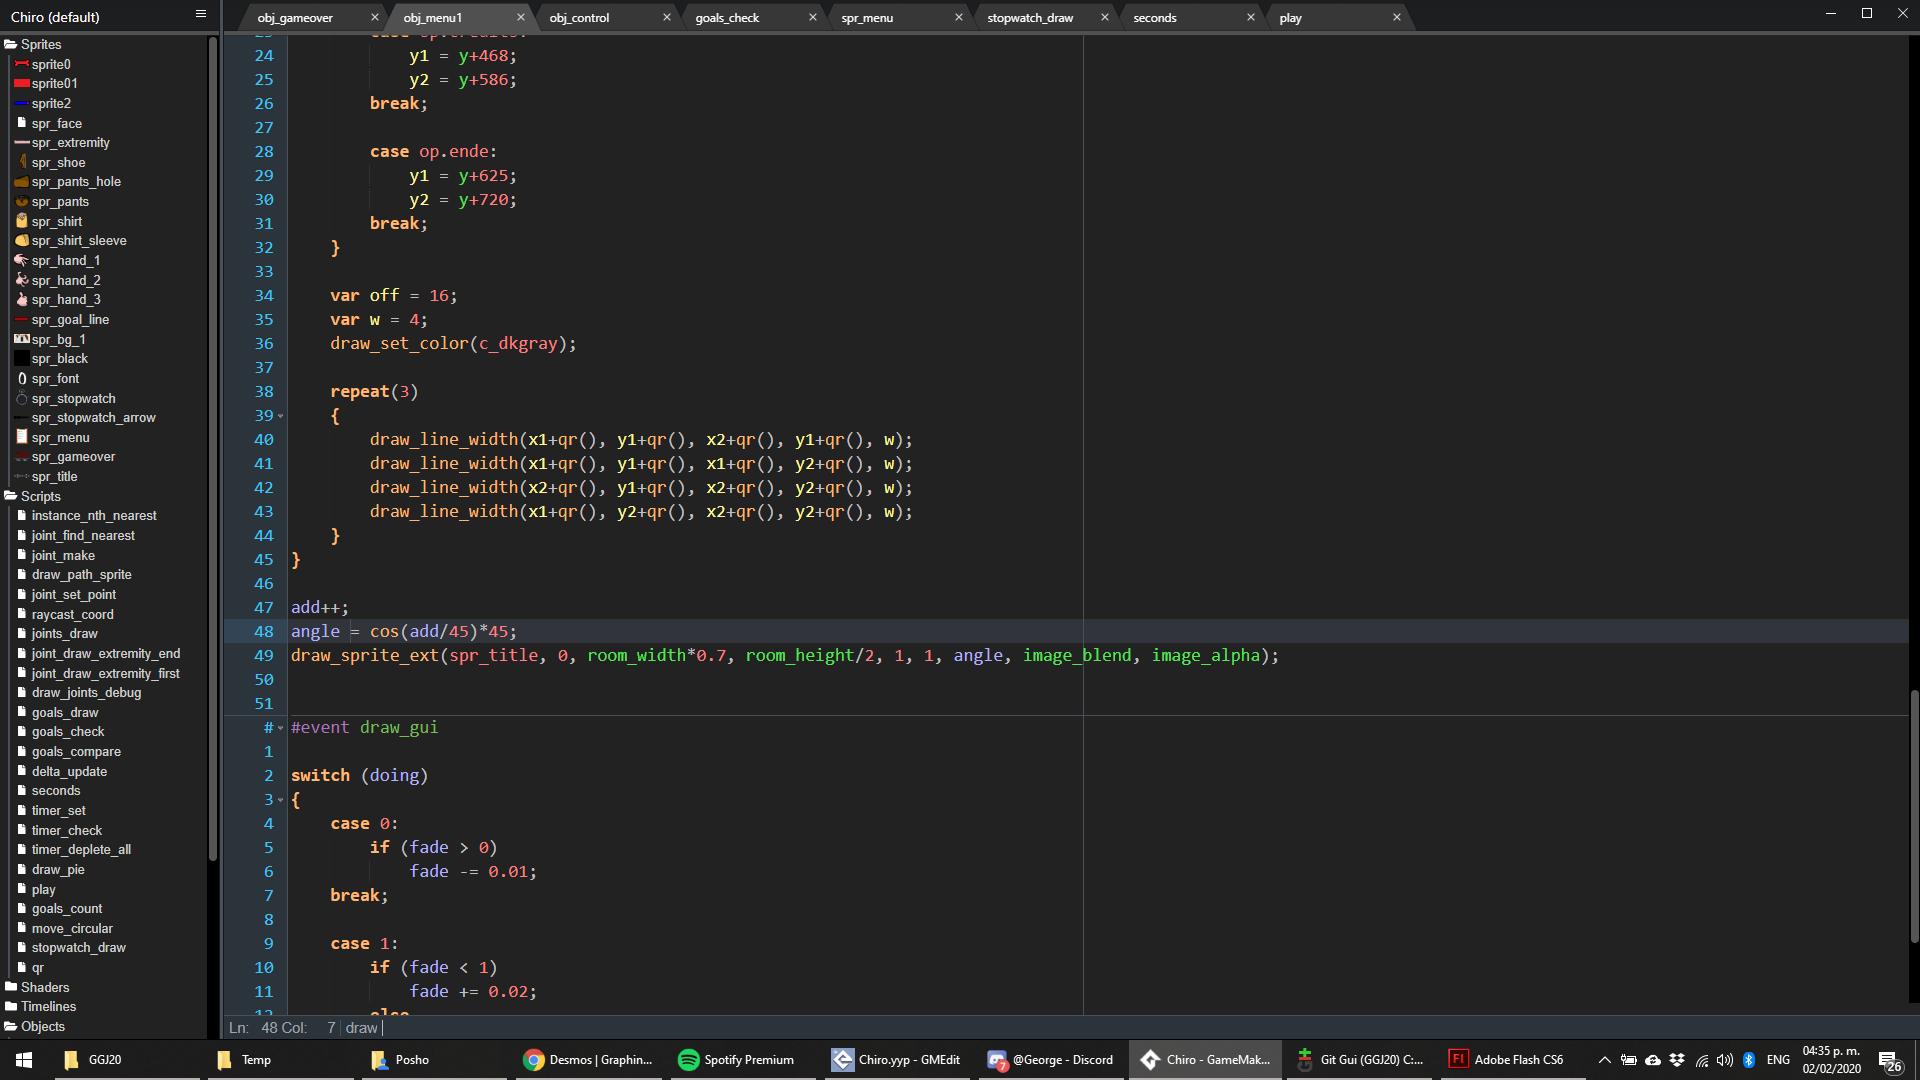 Chiro (default)
obj_gameover
obj_menu1
obj_control
goals_check
spr_menu
stopwatch_draw
seconds
play
Sprites
sprite0
sprite01
sprite2
spr_face
spr_extremity
spr_shoe
spr_pants_hole
spr_pants
spr_shirt
spr_shirt_sleeve
spr_hand_1
spr_hand_2
spr_hand_3
spr_goal_line
spr_bg_1
spr_black
spr_font
spr_stopwatch
spr_stopwatch_arrow
spr_menu
spr_gameover
spr_title
Scripts
instance_nth_nearest
joint_find_nearest
joint_make
draw_path_sprite
joint_set_point
raycast_coord
joints_draw
joint_draw_extremity_end
joint_draw_extremity_first
draw_joints_debug
goals_draw
goals_check
goals_compare
delta_update
seconds
timer_set
timer_check
timer_deplete_all
draw_pie
play
goals_count
move_circular
stopwatch_draw
qr
Shaders
Timelines
Objects
24 y1 = y+468;
25 y2 = y+586;
26 break;
27
28 case op.ende:
29 y1 = y+625;
30 y2 = y+720;
31 break;
32 }
33
34 var off = 16;
35 var w = 4;
36 draw_set_color(c_dkgray);
37
38 repeat(3)
39 {
40 draw_line_width(x1+qr(), y1+qr(), x2+qr(), y1+qr(), w);
41 draw_line_width(x1+qr(), y1+qr(), x1+qr(), y2+qr(), w);
42 draw_line_width(x2+qr(), y1+qr(), x2+qr(), y2+qr(), w);
43 draw_line_width(x1+qr(), y2+qr(), x2+qr(), y2+qr(), w);
44 }
45 }
46
47 add++;
48 angle = cos(add/45)*45;
49 draw_sprite_ext(spr_title, 0, room_width*0.7, room_height/2, 1, 1, angle, image_blend, image_alpha);
50
51
# #event draw_gui
1
2 switch (doing)
3 {
4 case 0:
5 if (fade > 0)
6 fade -= 0.01;
7 break;
8
9 case 1:
10 if (fade < 1)
11 fade += 0.02;
Ln: 48 Col: 7 draw
GGJ20
Temp
Posho
Desmos | Graphin...
Spotify Premium
Chiro.yyp - GMEdit
7
@George - Discord
Chiro - GameMak...
Git Gui (GGJ20) C:...
Adobe Flash CS6
ENG
04:35 p. m.
02/02/2020
26